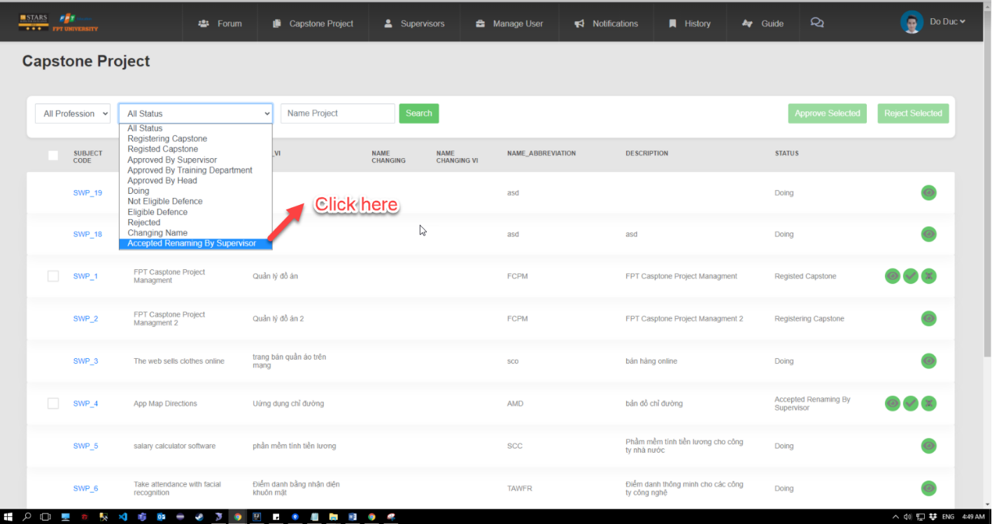 STARS
FPT UNIVERSITY
Forum
Capstone Project
Supervisors
Manage User
Notifications
History
Guide
Do Duc
Capstone Project
All Profession
All Status
Name Project
Search
Approve Selected
Reject Selected
All Status
Registering Capstone
Registed Capstone
Approved By Supervisor
Approved By Training Department
Approved By Head
Doing
Not Eligible Defence
Eligible Defence
Rejected
Changing Name
Accepted Renaming By Supervisor
Click here
SUBJECT
CODE
_VI
NAME
CHANGING
NAME
CHANGING VI
NAME_ABBREVIATION
DESCRIPTION
STATUS
SWP_19
asd
Doing
SWP_18
asd
asd
Doing
SWP_1
FPT Casptone Project
Managment
Quản lý đồ án
FCPM
FPT Casptone Project Managment
Registed Capstone
SWP_2
FPT Casptone Project
Managment 2
Quản lý đồ án 2
FCPM
FPT Casptone Project Managment 2
Registering Capstone
SWP_3
The web sells clothes online
trang bán quần áo trên
mạng
sco
bán hàng online
Doing
SWP_4
App Map Directions
Uừng dụng chỉ đường
AMD
bản đồ chỉ đường
Accepted Renaming By
Supervisor
SWP_5
salary calculator software
phần mềm tính tiền lương
SCC
Phầm mềm tính tiền lương cho công
ty nhà nước
Doing
SWP_6
Take attendance with facial
recognition
Điểm danh bằng nhận diện
khuôn mặt
TAWFR
Điểm danh thông minh cho các công
ty công nghệ
Doing
ENG
4:49 AM